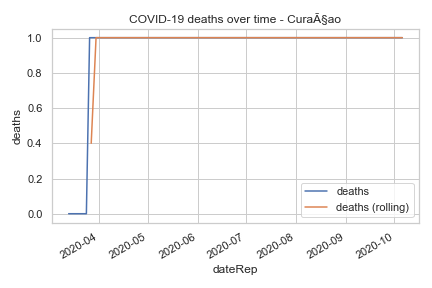 COVID-19 deaths over time - CuraÃ§ao
1.0
0.8
0.6
0.4
0.2
0.0
deaths
deaths
deaths (rolling)
2020-04
2020-05
2020-06
2020-07
2020-08
2020-09
2020-10
dateRep